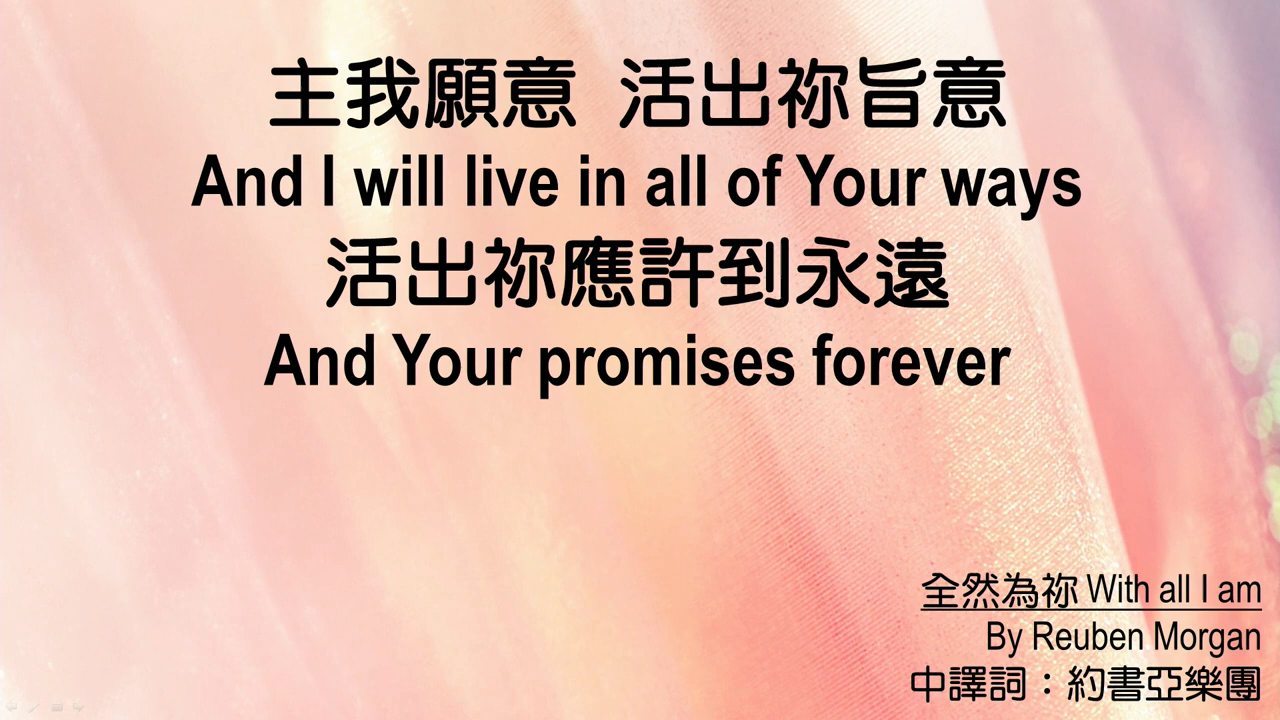 主我願意 活出祢旨意
And I will live in all of Your ways
活出祢應許到永遠
And Your promises forever
全然為祢 With all I am
By Reuben Morgan
中譯詞：約書亞樂團